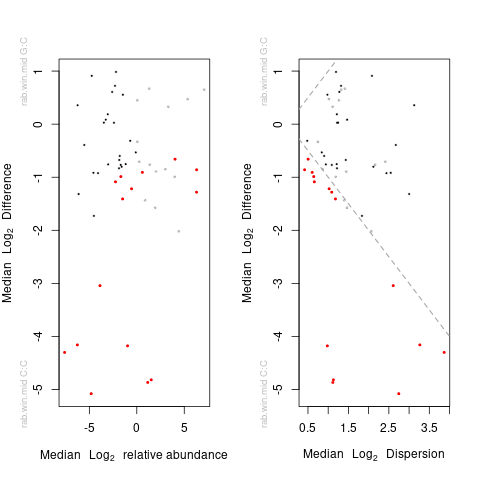 rab.win.mid G:C
rab.win.mid C:C
Median Log2 Difference
1
0
-1
-2
-3
-4
-5
-5
0
5
Median Log2 relative abundance
rab.win.mid G:C
rab.win.mid C:C
Median Log2 Difference
1
0
-1
-2
-3
-4
-5
0.5
1.5
2.5
3.5
Median Log2 Dispersion